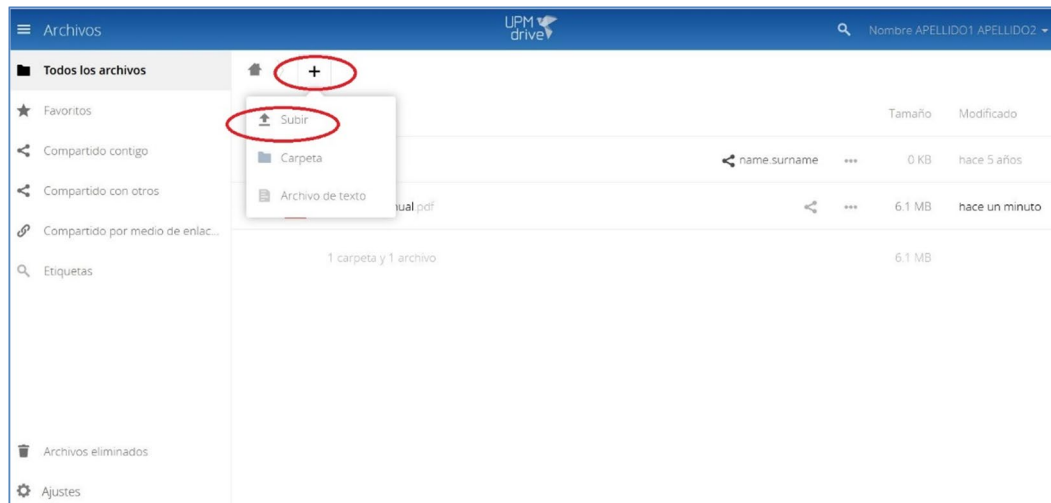 Archivos
UPM
drive
Nombre APELLIDO1 APELLIDO2
Todos los archivos
+
Favoritos
Subir
Tamaño Modificado
Compartido contigo
Carpeta
name.surname ... 0 KB hace 5 años
Compartido con otros
Archivo de texto
.pdf ... 6.1 MB hace un minuto
Compartido por medio de enlac...
1 carpeta y 1 archivo 6.1 MB
Etiquetas
Archivos eliminados
Ajustes